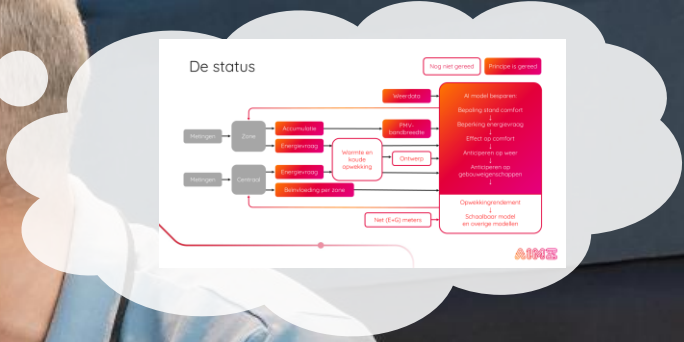 De status
Nog niet gereed
Principe is gereed
Weerdata
AI model besparen
Bepaling stand comfort
Metingen
Zone
Accumulatie
PMV-
bandbreedte
Beperking energievraag
Energievraag
Effect op comfort
Warmte en
koude
opwekking
Ontwerp
Anticiperen op weer
Metingen
Centraal
Energievraag
Anticiperen op
gebouweigenschappen
Beïnvloeding per zone
Opwekkingrendement
Net (E+G) meters
Schaalbaar model
en overige modellen
AIME